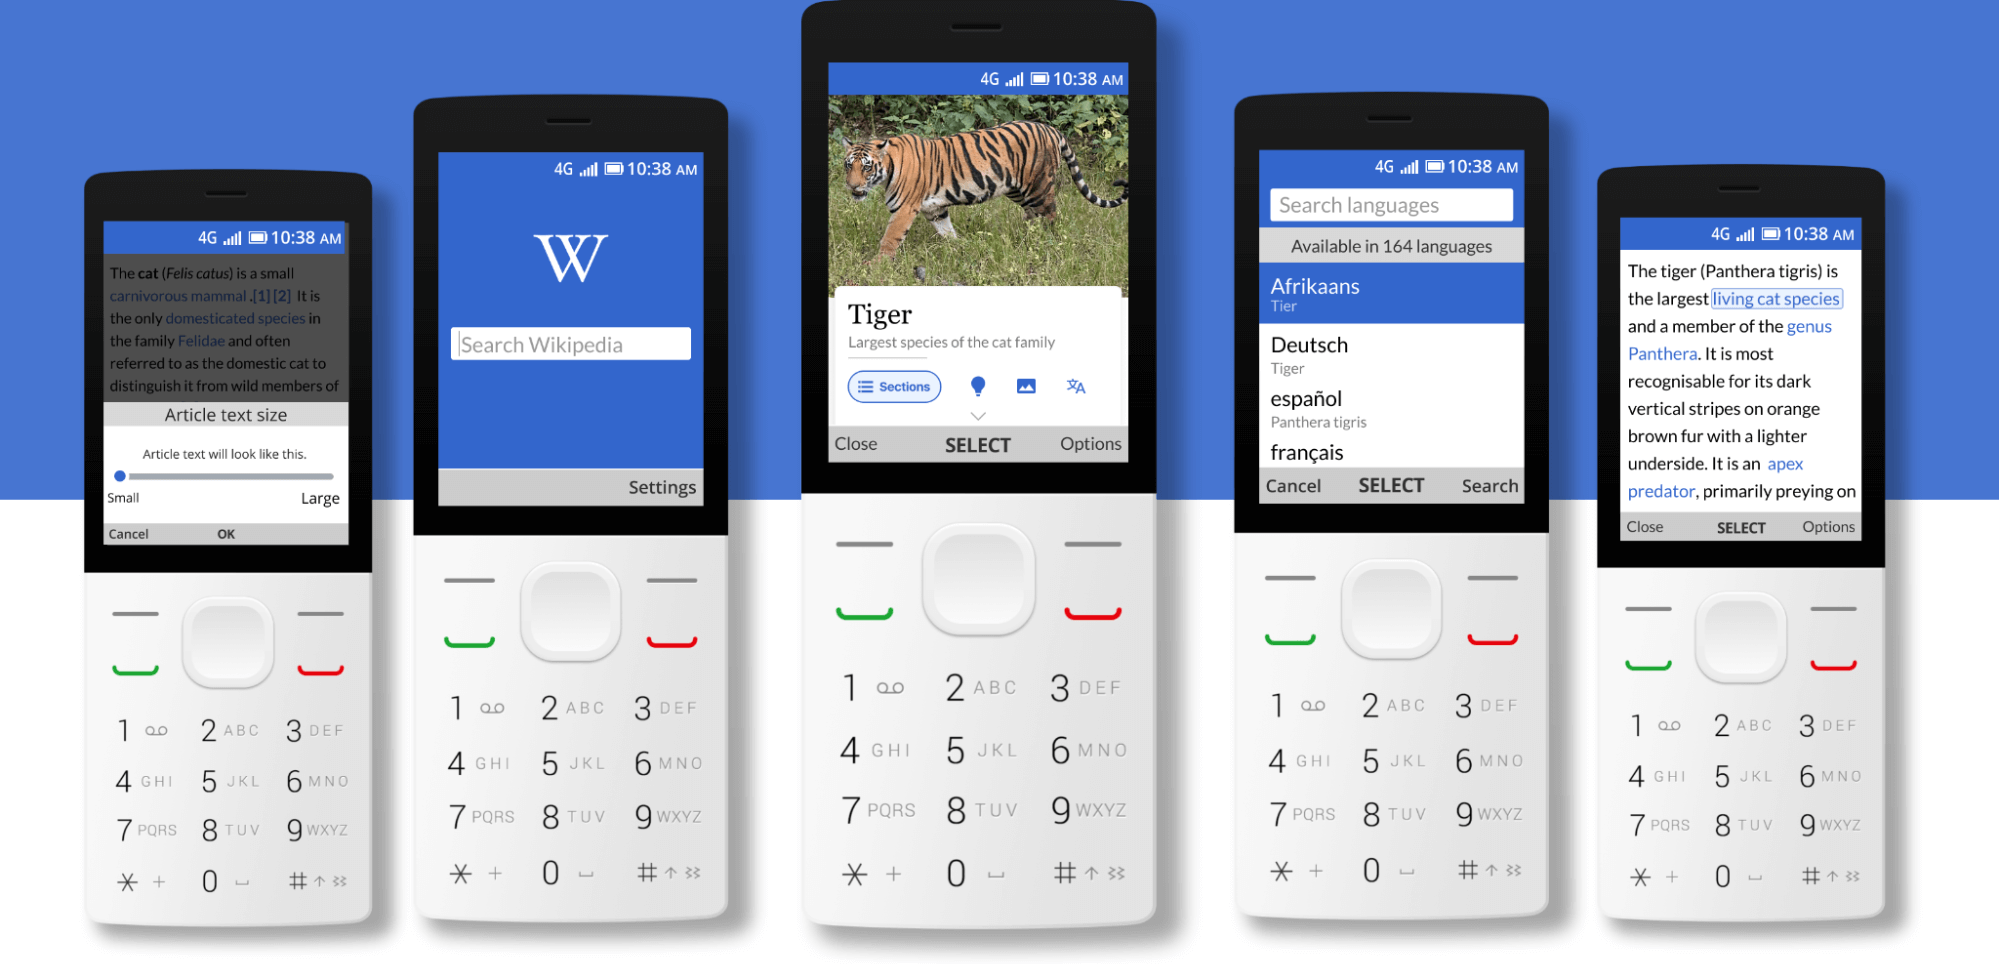 4G 10:38 AM
The cat (Felis catus) is a small
carnivorous mammal .[1] [2] It is
the only domesticated species in
the family Felidae and often
referred to as the domestic cat to
distinguish it from wild members of
Article text size
Article text will look like this.
Small Large
Cancel OK
1 2 ABC 3 DEF
4 GHI 5 JKL 6 MNO
7 PQRS 8 TUV 9 WXYZ
* + 0 #
4G 10:38 AM
W
Search Wikipedia
Settings
1 2 ABC 3 DEF
4 GHI 5 JKL 6 MNO
7 PQRS 8 TUV 9 WXYZ
* + 0 #
4G 10:38 AM
Tiger
Largest species of the cat family
Sections
Close SELECT Options
1 2 ABC 3 DEF
4 GHI 5 JKL 6 MNO
7 PQRS 8 TUV 9 WXYZ
* + 0 #
4G 10:38 AM
Search languages
Available in 164 languages
Afrikaans
Tier
Deutsch
Tiger
español
Panthera tigris
français
Cancel SELECT Search
1 2 ABC 3 DEF
4 GHI 5 JKL 6 MNO
7 PQRS 8 TUV 9 WXYZ
* + 0 #
4G 10:38 AM
The tiger (Panthera tigris) is
the largest living cat species
and a member of the genus
Panthera. It is most
recognisable for its dark
vertical stripes on orange
brown fur with a lighter
underside. It is an apex
predator, primarily preying on
Close SELECT Options
1 2 ABC 3 DEF
4 GHI 5 JKL 6 MNO
7 PQRS 8 TUV 9 WXYZ
* + 0 #